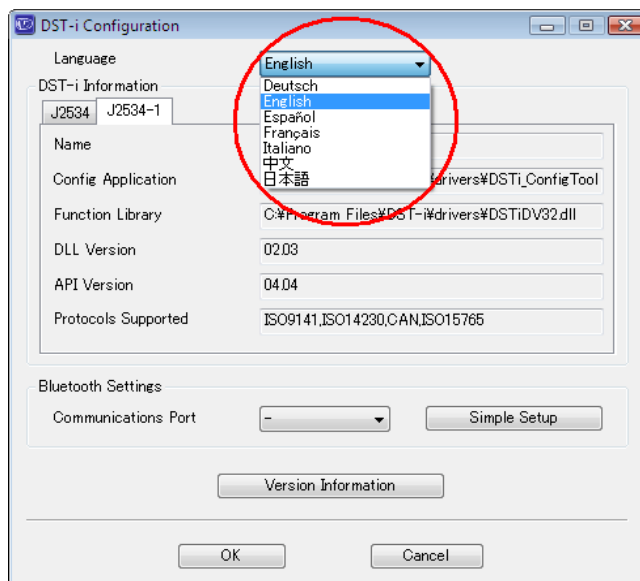 DST-i Configuration
Language
English
Deutsch
English
Español
Français
Italiano
中文
日本語
DST-i Information
J2534
J2534-1
Name
Config Application
¥drivers¥DSTi_ConfigTool
Function Library
C:¥Program Files¥DST-i¥drivers¥DSTiDV32.dll
DLL Version
02.03
API Version
04.04
Protocols Supported
ISO9141,ISO14230,CAN,ISO15765
Bluetooth Settings
Communications Port
-
Simple Setup
Version Information
OK
Cancel